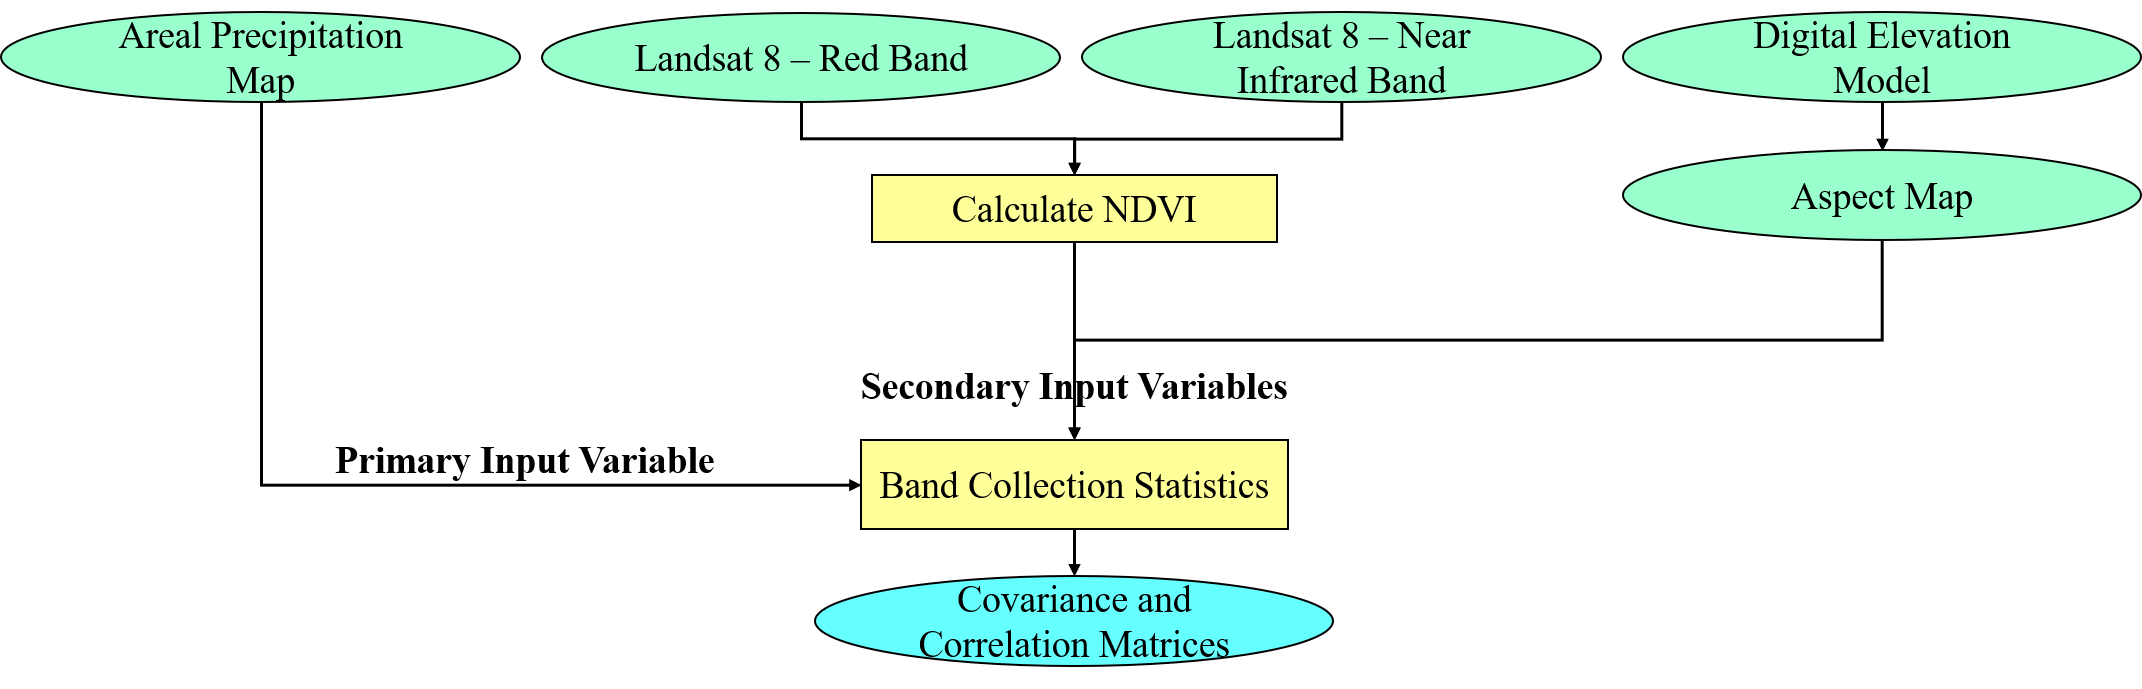 Areal Precipitation
Map
Landsat 8 – Red Band
Landsat 8 – Near
Infrared Band
Digital Elevation
Model
Calculate NDVI
Aspect Map
Secondary Input Variables
Primary Input Variable
Band Collection Statistics
Covariance and
Correlation Matrices